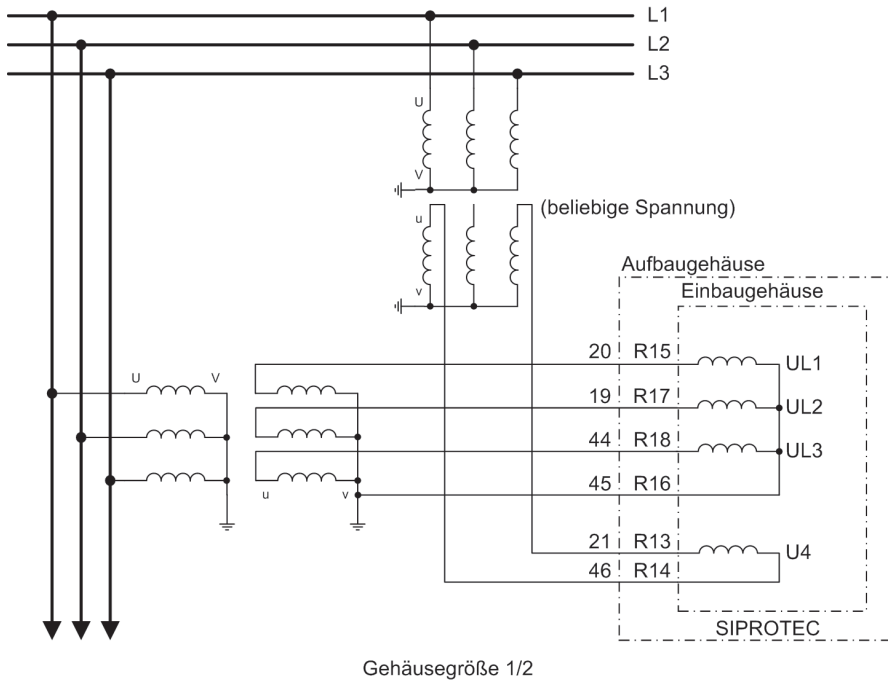 L1
L2
L3
U
V
u
(beliebige Spannung)
v
Aufbaugehäuse
Einbaugehäuse
20 R15 UL1
U V
19 R17 UL2
44 R18 UL3
45 R16
u v
21 R13 U4
46 R14
SIPROTEC
Gehäusegröße 1/2